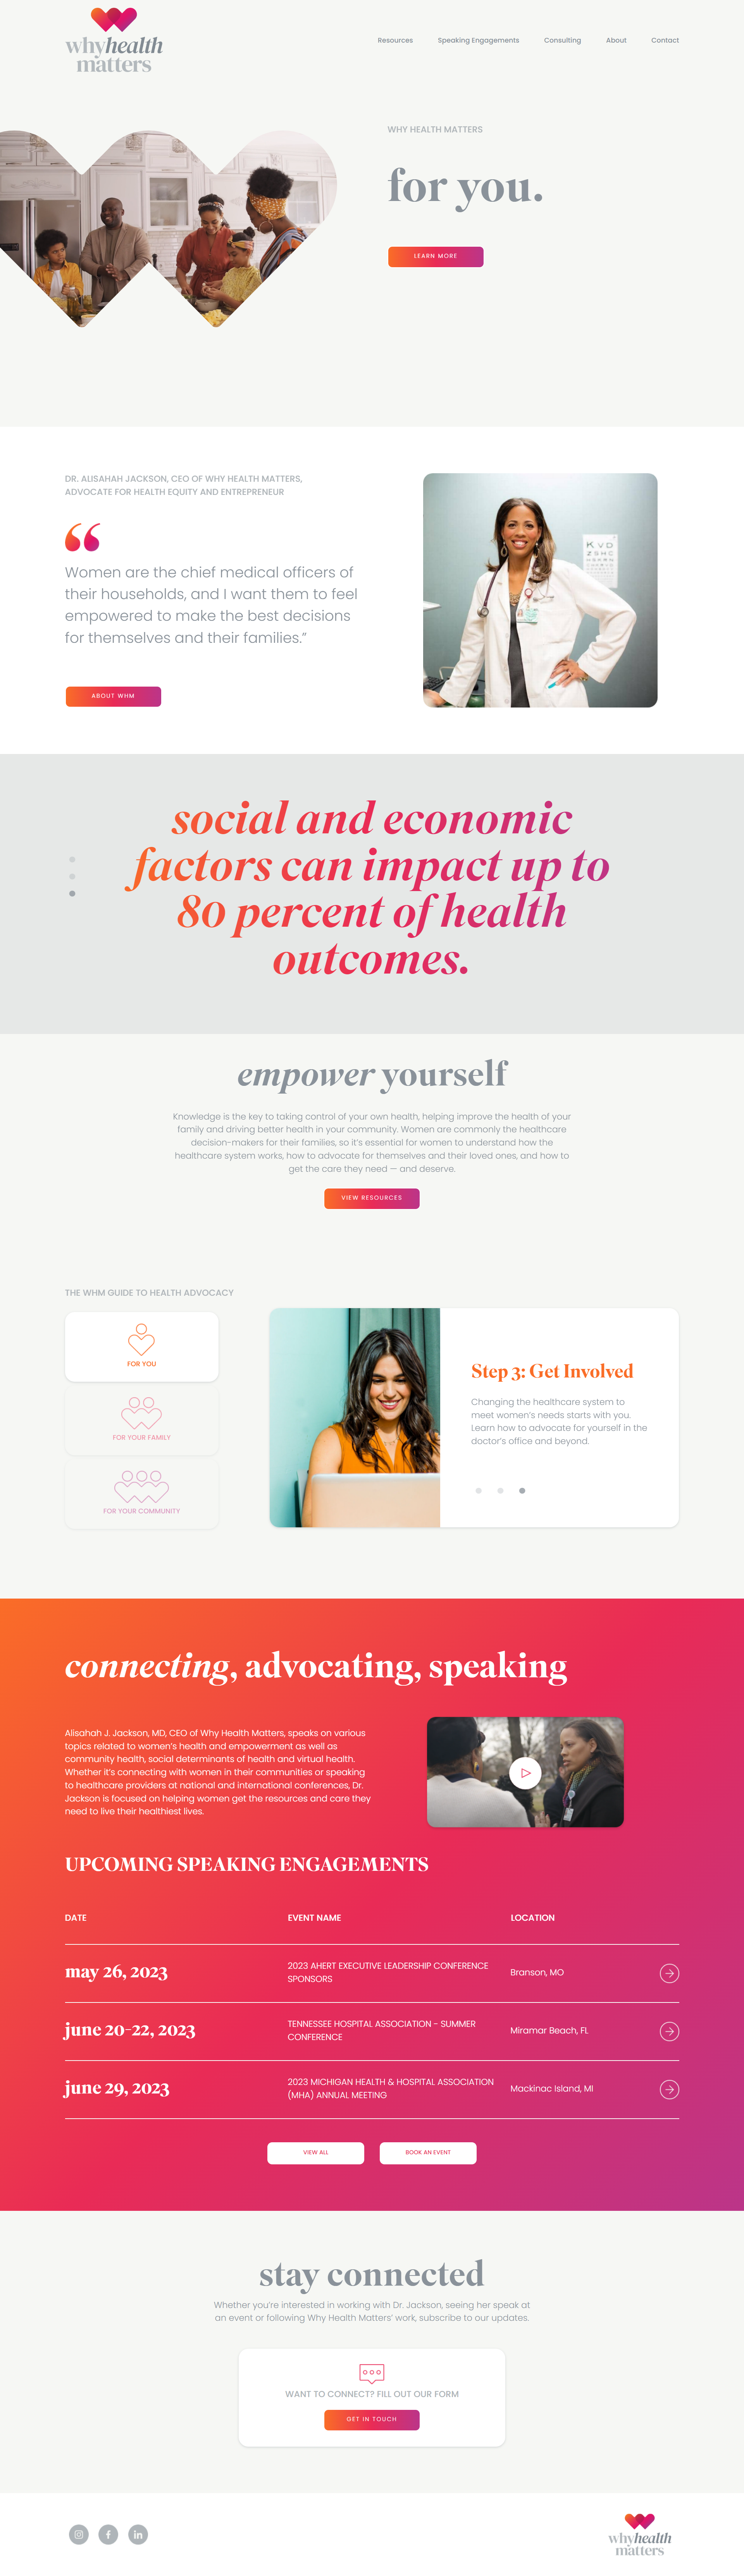 whyhealth
matters
Resources
Speaking Engagements
Consulting
About
Contact
WHY HEALTH MATTERS
for you.
LEARN MORE
DR. ALISAHAH JACKSON, CEO OF WHY HEALTH MATTERS,
ADVOCATE FOR HEALTH EQUITY AND ENTREPRENEUR
“
Women are the chief medical officers of
their households, and I want them to feel
empowered to make the best decisions
for themselves and their families.”
ABOUT WHM
K V D
social and economic
factors can impact up to
80 percent of health
outcomes.
empower yourself
Knowledge is the key to taking control of your own health, helping improve the health of your
family and driving better health in your community. Women are commonly the healthcare
decision-makers for their families, so it’s essential for women to understand how the
healthcare system works, how to advocate for themselves and their loved ones, and how to
get the care they need — and deserve.
VIEW RESOURCES
THE WHM GUIDE TO HEALTH ADVOCACY
FOR YOU
FOR YOUR FAMILY
FOR YOUR COMMUNITY
Step 3: Get Involved
Changing the healthcare system to
meet women’s needs starts with you.
Learn how to advocate for yourself in the
doctor’s office and beyond.
connecting, advocating, speaking
Alisahah J. Jackson, MD, CEO of Why Health Matters, speaks on various
topics related to women’s health and empowerment as well as
community health, social determinants of health and virtual health.
Whether it’s connecting with women in their communities or speaking
to healthcare providers at national and international conferences, Dr.
Jackson is focused on helping women get the resources and care they
need to live their healthiest lives.
UPCOMING SPEAKING ENGAGEMENTS
DATE
EVENT NAME
LOCATION
may 26, 2023
2023 AHERT EXECUTIVE LEADERSHIP CONFERENCE
SPONSORS
Branson, MO
june 20–22, 2023
TENNESSEE HOSPITAL ASSOCIATION - SUMMER
CONFERENCE
Miramar Beach, FL
june 29, 2023
2023 MICHIGAN HEALTH & HOSPITAL ASSOCIATION
(MHA) ANNUAL MEETING
Mackinac Island, MI
VIEW ALL
BOOK AN EVENT
stay connected
Whether you’re interested in working with Dr. Jackson, seeing her speak at
an event or following Why Health Matters’ work, subscribe to our updates.
WANT TO CONNECT? FILL OUT OUR FORM
GET IN TOUCH
whyhealth
matters